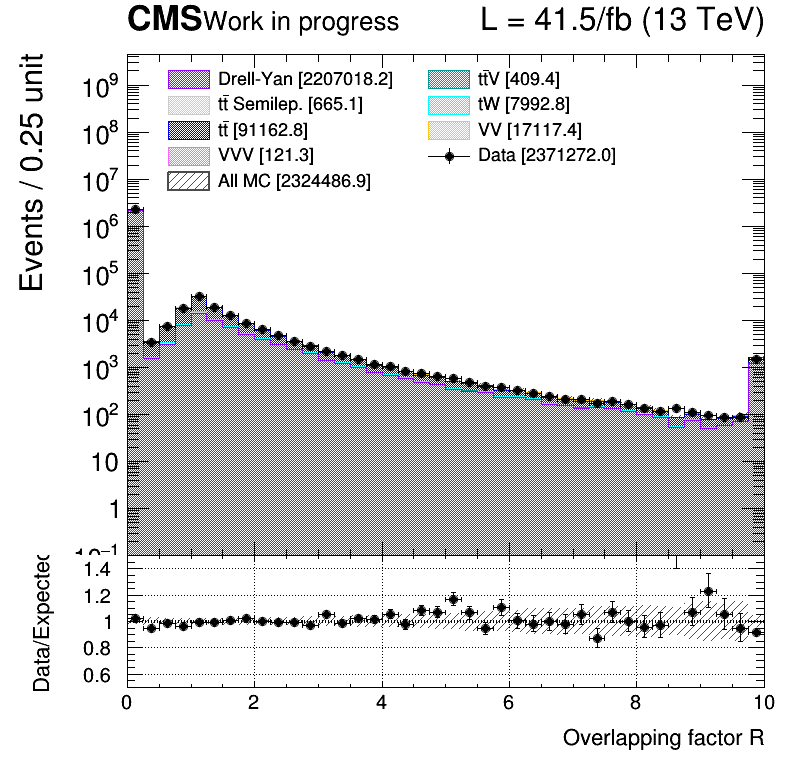 CMS Work in progress L = 41.5/fb (13 TeV)
Events / 0.25 unit
Drell-Yan [2207018.2]
tt̄ Semilep. [665.1]
tt̄ [91162.8]
VVV [121.3]
All MC [2324486.9]
tt̄V [409.4]
tW [7992.8]
VV [17117.4]
Data [2371272.0]
10⁹
10⁸
10⁷
10⁶
10⁵
10⁴
10³
10²
10
1
10⁻¹
Data/Expected
1.4
1.2
1
0.8
0.6
0 2 4 6 8 10
Overlapping factor R